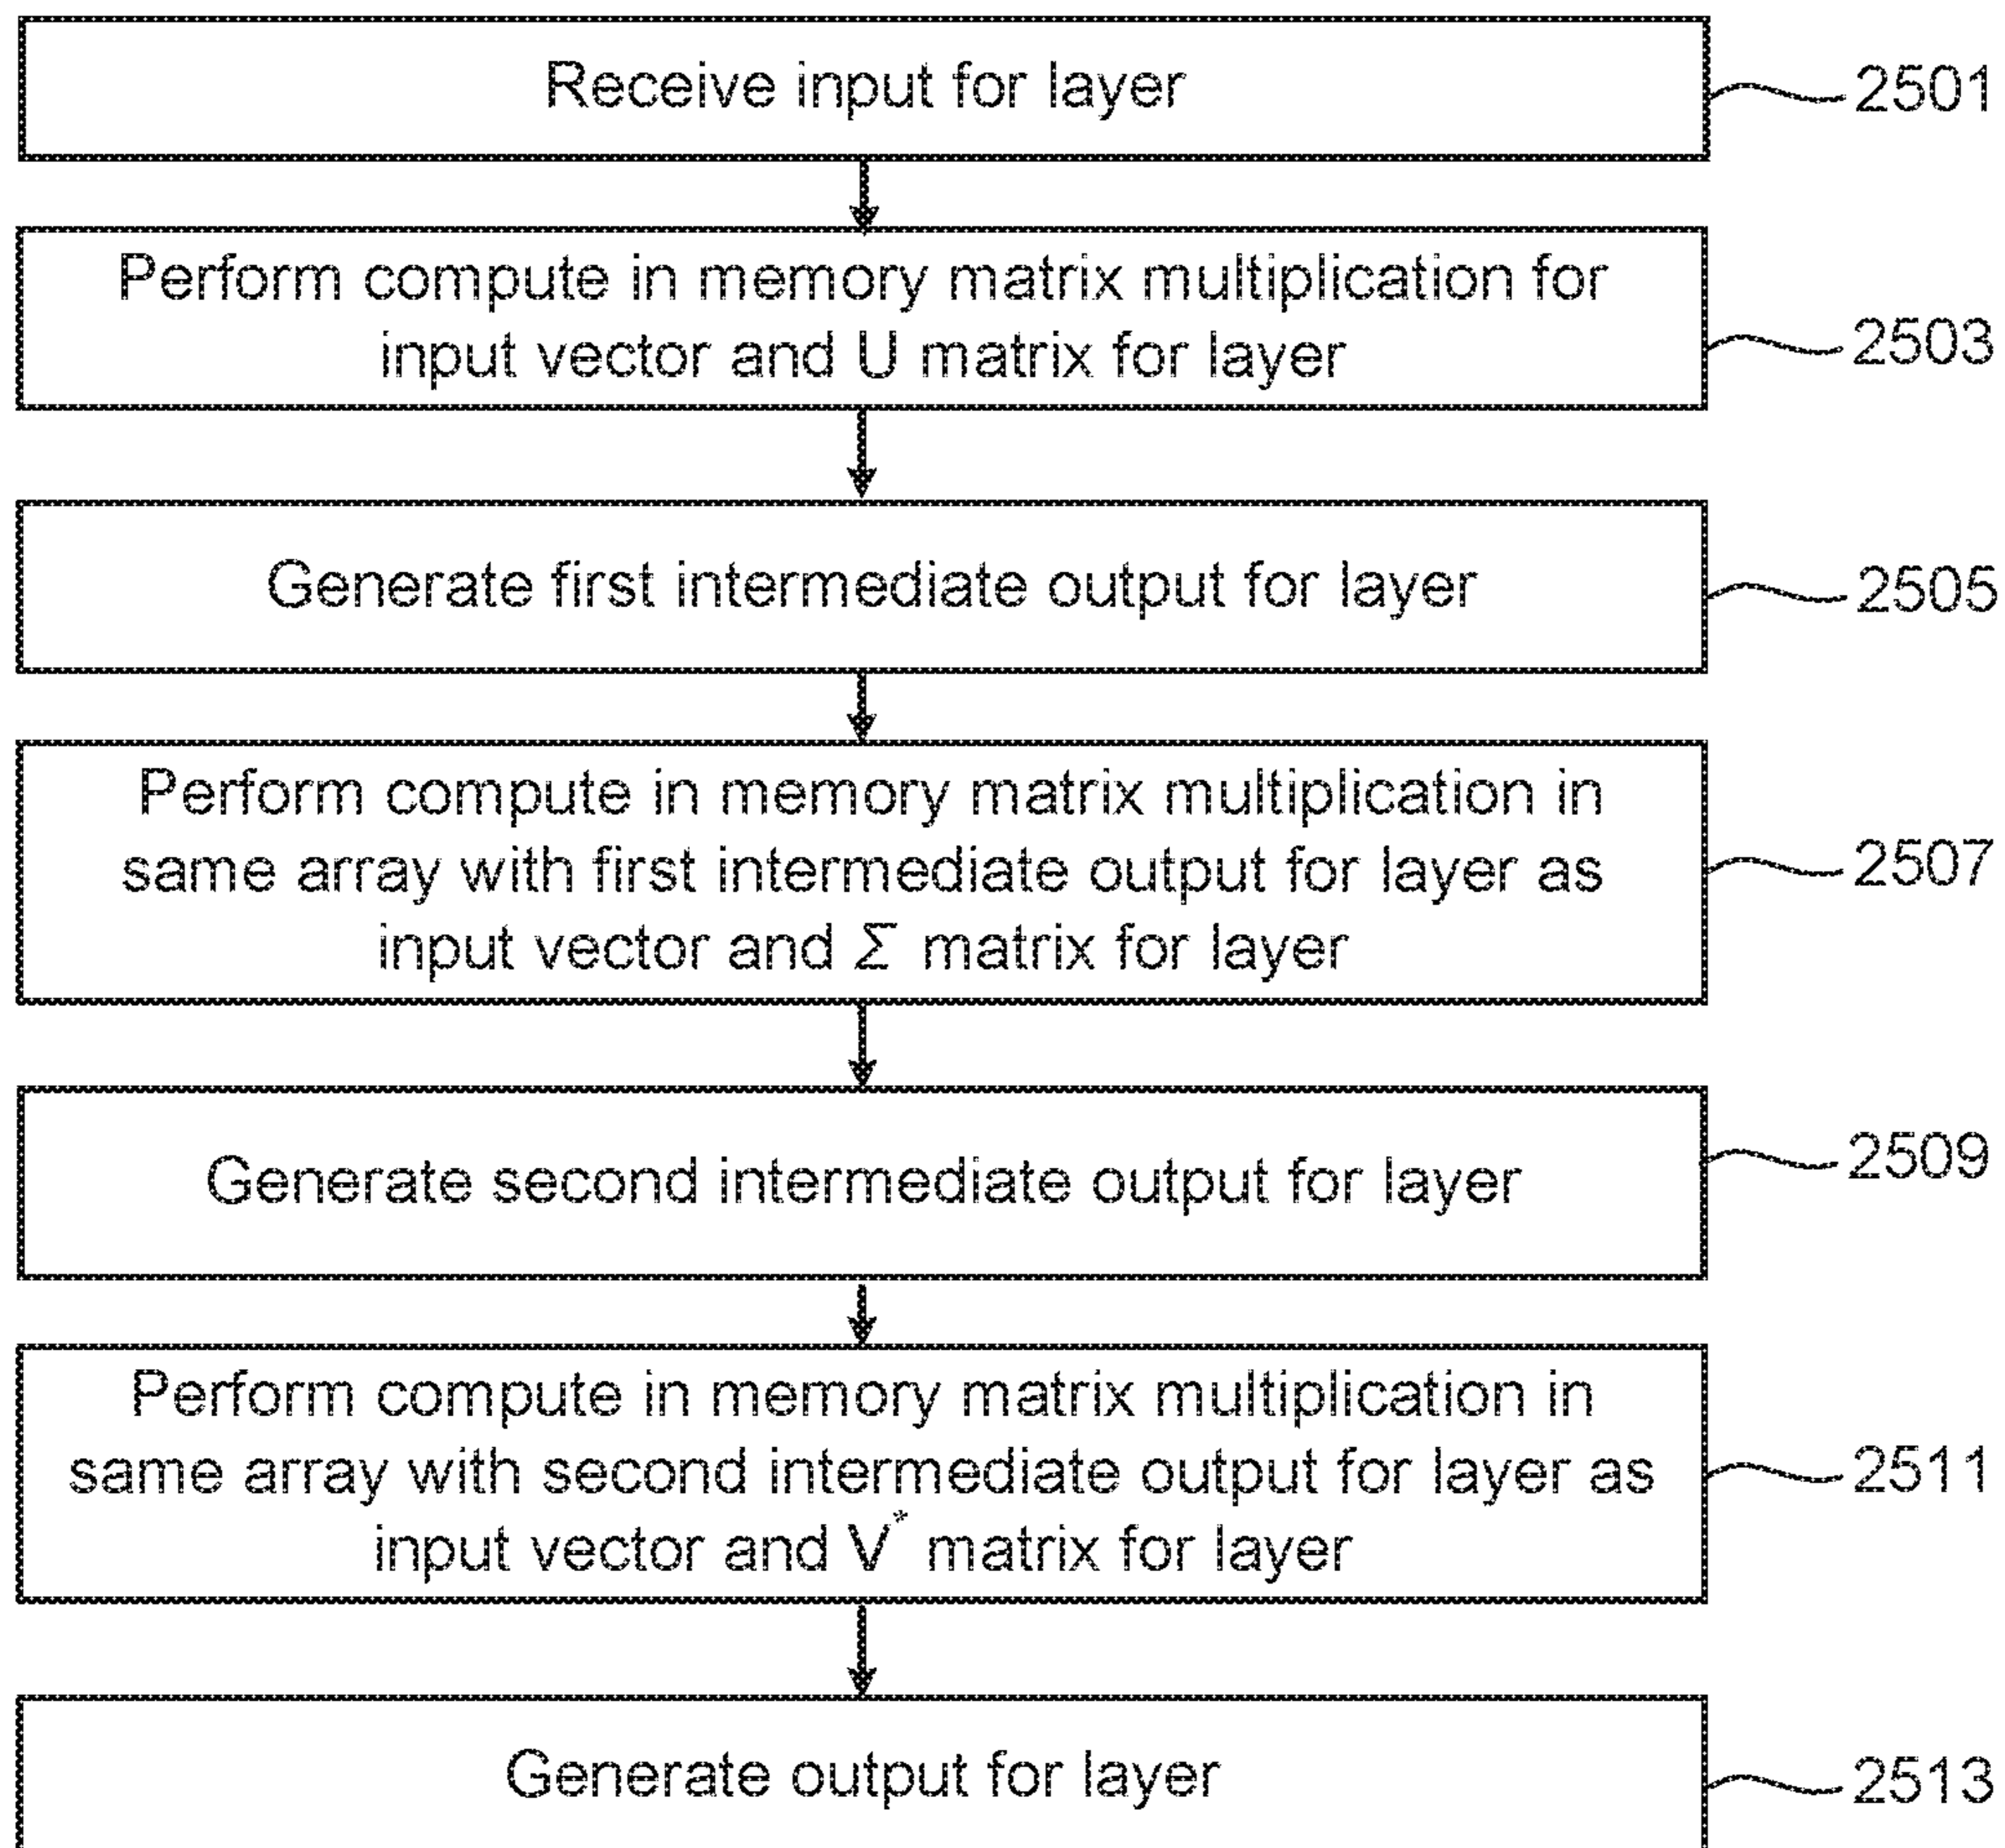 Receive input for layer
2501
Perform compute in memory matrix multiplication for
input vector and U matrix for layer
2503
Generate first intermediate output for layer
2505
Perform compute in memory matrix multiplication in
same array with first intermediate output for layer as
input vector and Σ matrix for layer
2507
Generate second intermediate output for layer
2509
Perform compute in memory matrix multiplication in
same array with second intermediate output for layer as
input vector and V* matrix for layer
2511
Generate output for layer
2513